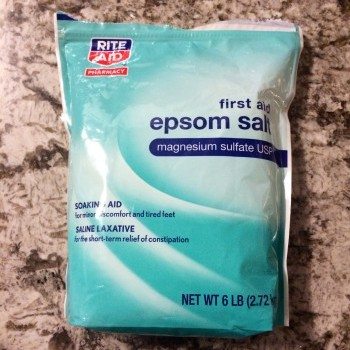 RITE
AID
PHARMACY
first aid
epsom salt
magnesium sulfate USP
SOAKING AID
for minor discomfort and tired feet
SALINE LAXATIVE
for the short-term relief of constipation
NET WT 6 LB (2.72